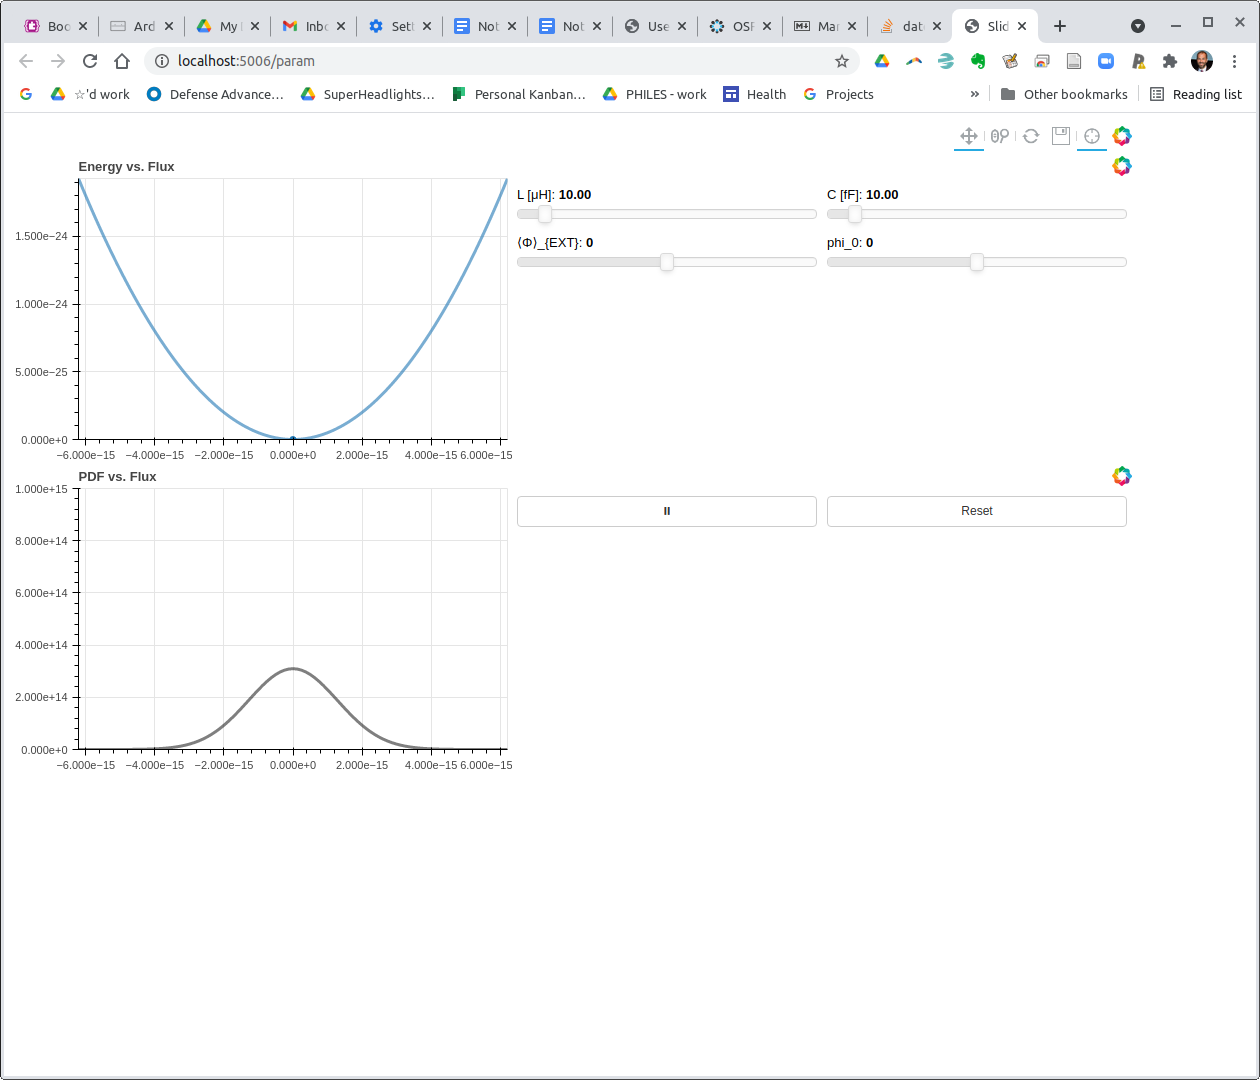 Boo
Ard
My I
Inbo
Sett
Not
Not
Use
OSF
Mar
dat
Slid
localhost:5006/param
☆'d work
Defense Advance...
SuperHeadlights...
Personal Kanban...
PHILES - work
Health
Projects
»
Other bookmarks
Reading list
Energy vs. Flux
1.500e−24
1.000e−24
5.000e−25
0.000e+0
−6.000e−15 −4.000e−15 −2.000e−15 0.000e+0 2.000e−15 4.000e−15 6.000e−15
L [μH]: 10.00
C [fF]: 10.00
⟨Φ⟩_{EXT}: 0
phi_0: 0
PDF vs. Flux
1.000e+15
8.000e+14
6.000e+14
4.000e+14
2.000e+14
0.000e+0
−6.000e−15 −4.000e−15 −2.000e−15 0.000e+0 2.000e−15 4.000e−15 6.000e−15
Reset